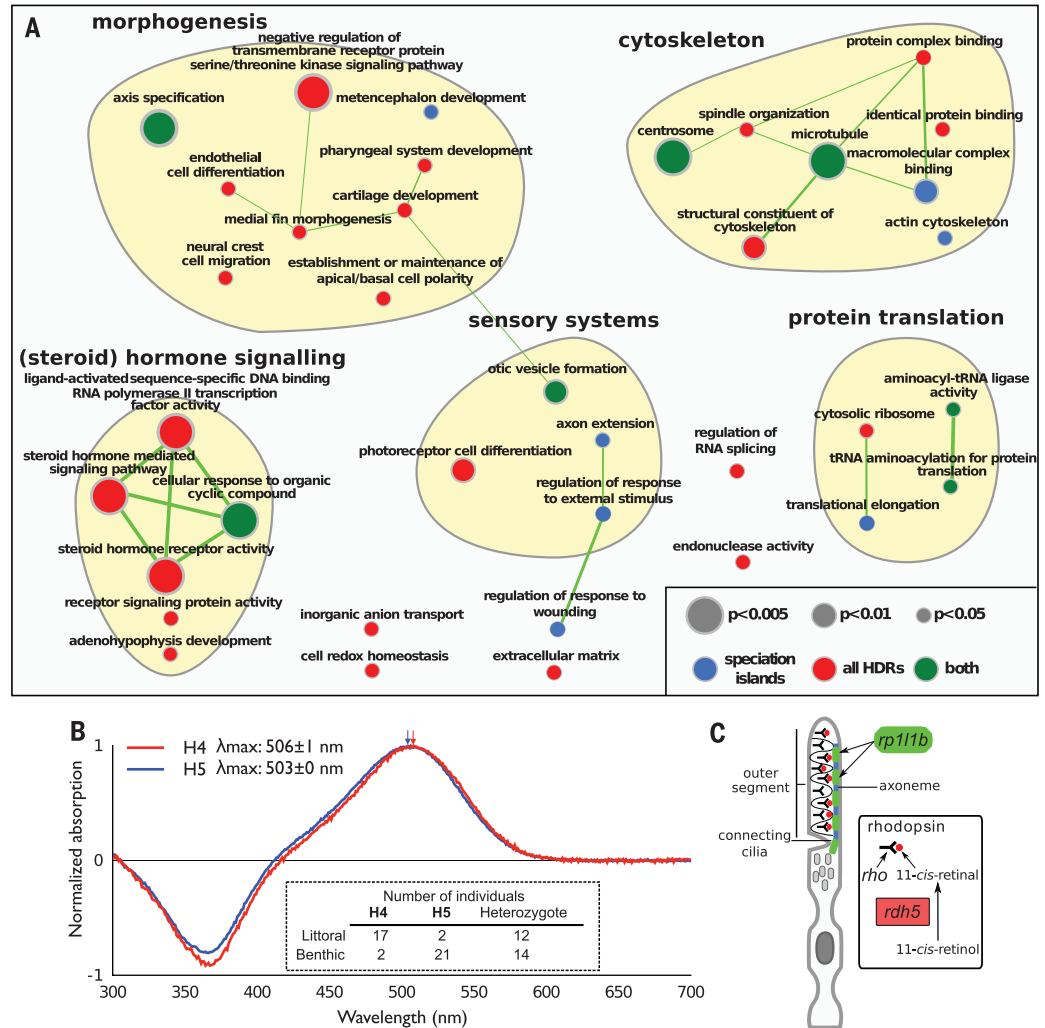 A
morphogenesis
negative regulation of
transmembrane receptor protein
serine/threonine kinase signaling pathway
axis specification
metencephalon development
pharyngeal system development
endothelial
cell differentiation
cartilage development
medial fin morphogenesis
neural crest
cell migration
establishment or maintenance of
apical/basal cell polarity
cytoskeleton
protein complex binding
spindle organization
identical protein binding
centrosome
microtubule
macromolecular complex
binding
structural constituent of
cytoskeleton
actin cytoskeleton
(steroid) hormone signalling
ligand-activated sequence-specific DNA binding
RNA polymerase II transcription
factor activity
steroid hormone mediated
signaling pathway
cellular response to organic
cyclic compound
steroid hormone receptor activity
receptor signaling protein activity
adenohypophysis development
sensory systems
otic vesicle formation
axon extension
photoreceptor cell differentiation
regulation of response
to external stimulus
regulation of response to
wounding
inorganic anion transport
cell redox homeostasis
extracellular matrix
regulation of
RNA splicing
endonuclease activity
protein translation
aminoacyl-tRNA ligase
activity
cytosolic ribosome
tRNA aminoacylation for protein
translation
translational elongation
p<0.005
p<0.01
p<0.05
speciation
islands
all HDRs
both
B
H4 λmax: 506±1 nm
H5 λmax: 503±0 nm
Normalized absorption
1
0
-1
Number of individuals
H4 H5 Heterozygote
Littoral 17 2 12
Benthic 2 21 14
300 350 400 450 500 550 600 650 700
Wavelength (nm)
C
rp1l1b
outer
segment
axoneme
connecting
cilia
rhodopsin
rho
11-cis-retinal
rdh5
11-cis-retinol